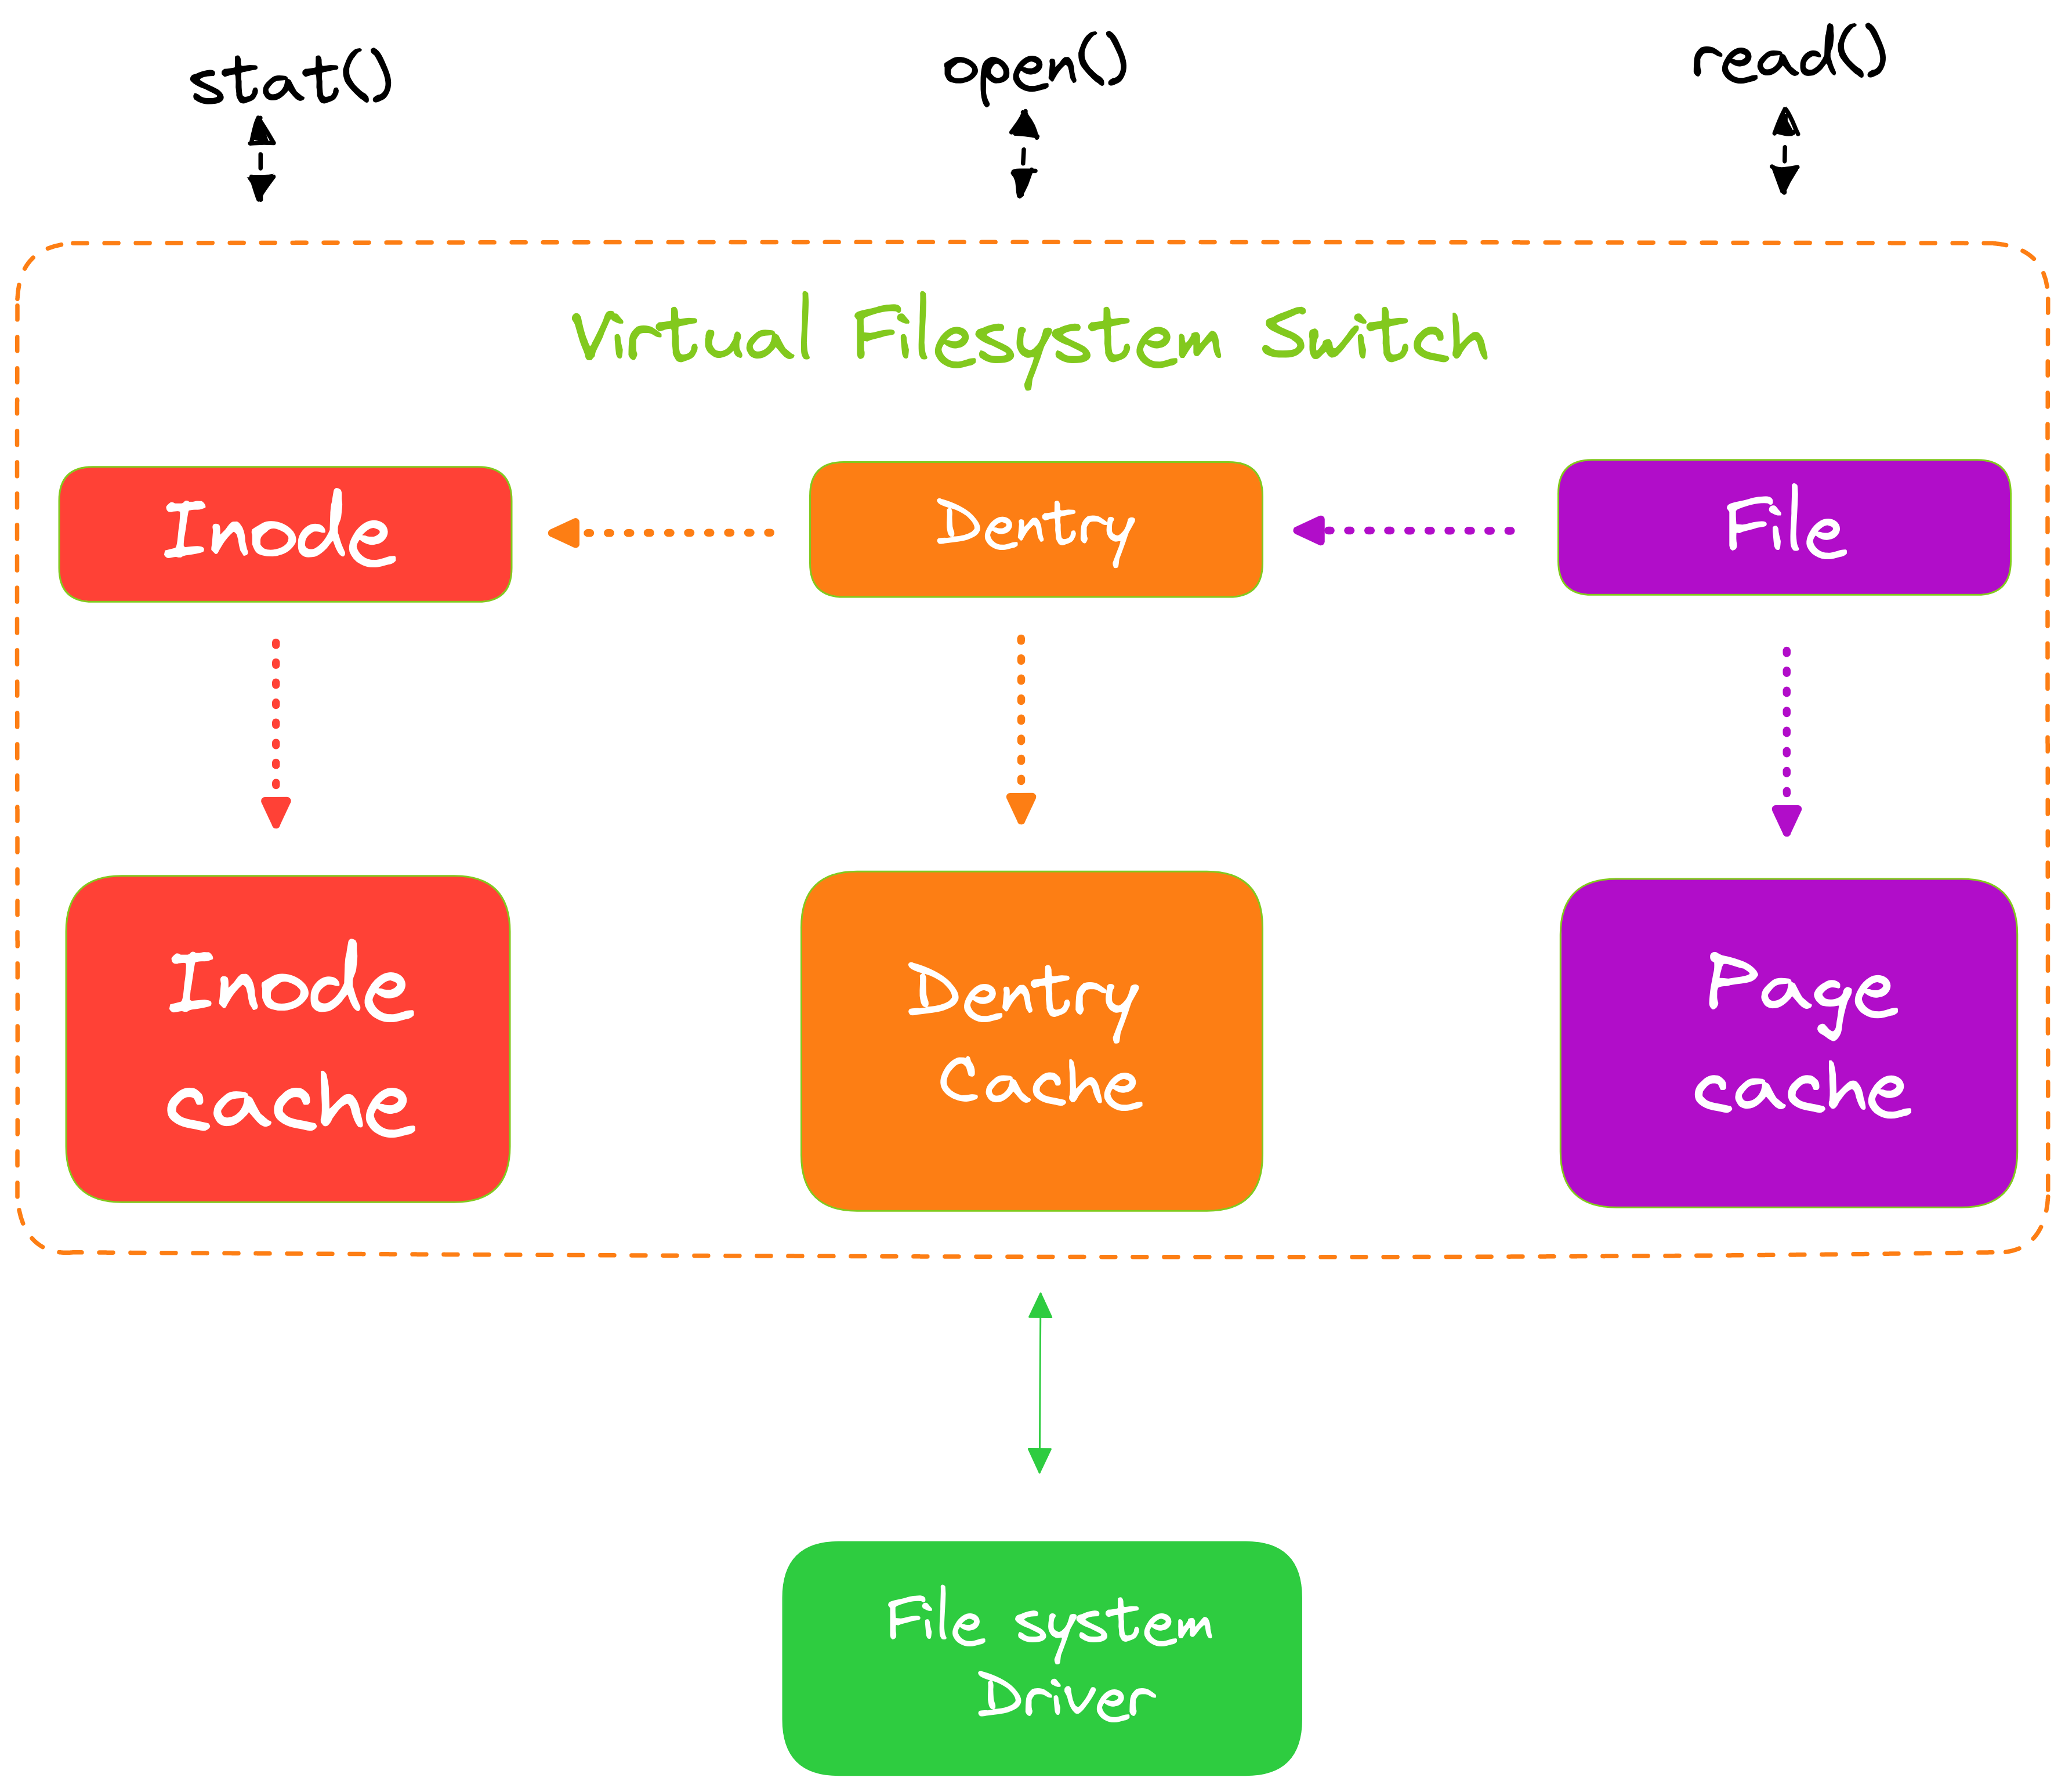 stat()
open()
read()
Virtual Filesystem Switch
Inode
Dentry
File
Inode
cache
Dentry
Cache
Page
cache
File system
Driver